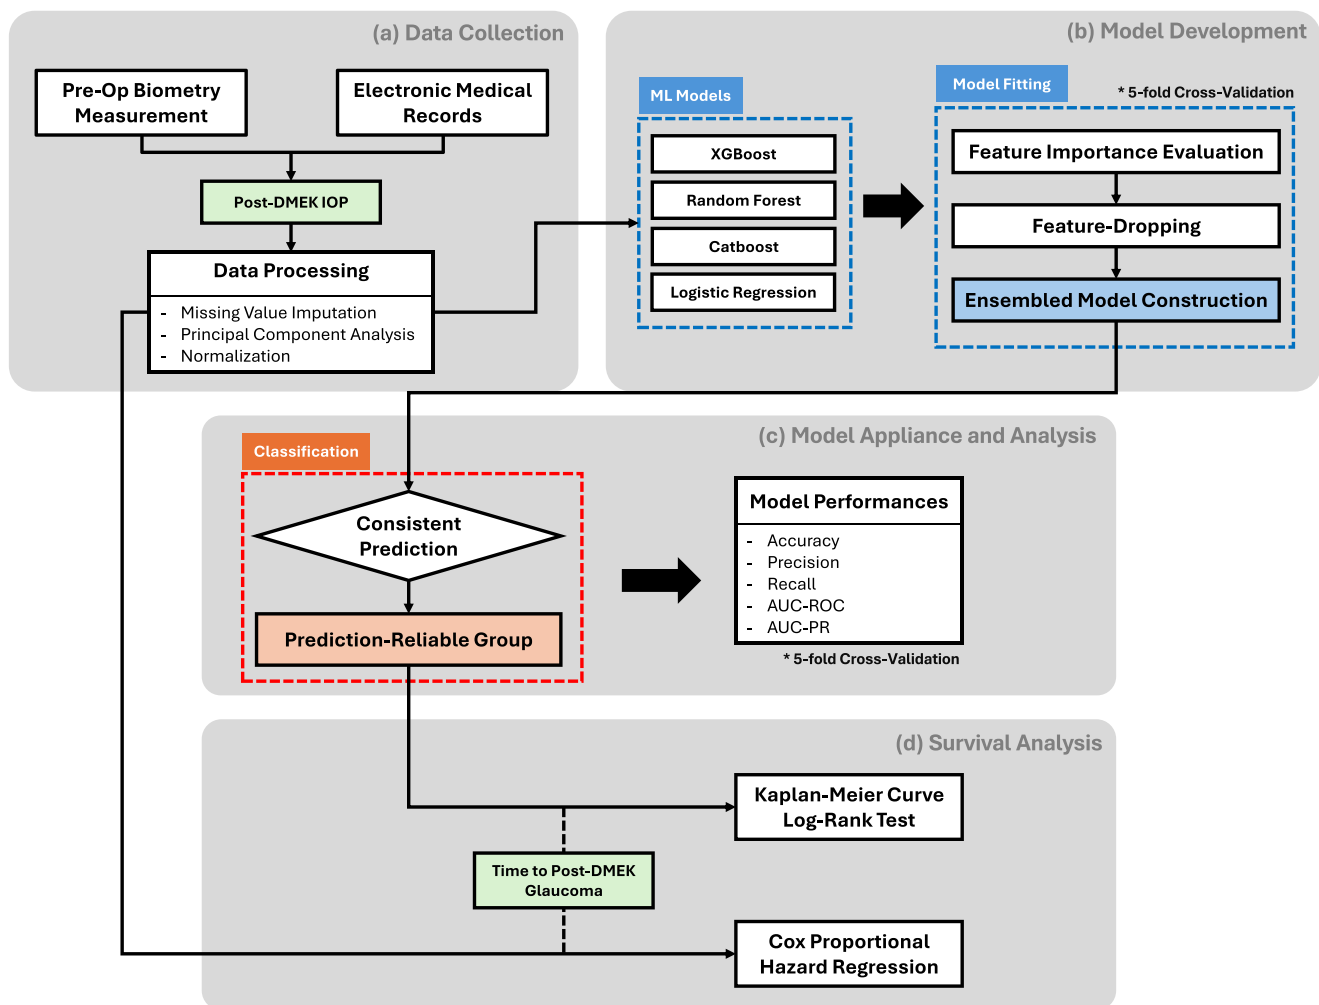 (a) Data Collection
Pre-Op Biometry
Measurement
Electronic Medical
Records
Post-DMEK IOP
Data Processing
- Missing Value Imputation
- Principal Component Analysis
- Normalization
(b) Model Development
ML Models
XGBoost
Random Forest
Catboost
Logistic Regression
Model Fitting
* 5-fold Cross-Validation
Feature Importance Evaluation
Feature-Dropping
Ensembled Model Construction
(c) Model Appliance and Analysis
Classification
Consistent
Prediction
Prediction-Reliable Group
Model Performances
- Accuracy
- Precision
- Recall
- AUC-ROC
- AUC-PR
* 5-fold Cross-Validation
(d) Survival Analysis
Kaplan-Meier Curve
Log-Rank Test
Time to Post-DMEK
Glaucoma
Cox Proportional
Hazard Regression